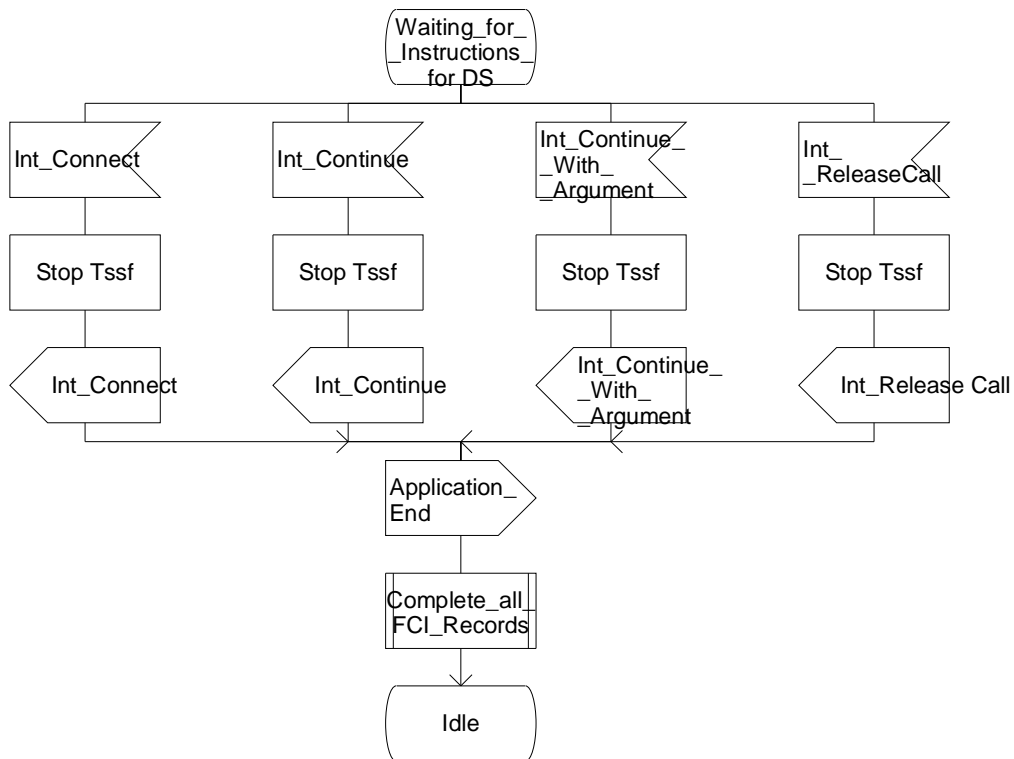 Waiting_for_
_Instructions_
for DS
Int_Connect
Int_Continue
Int_Continue_
_With_
_Argument
Int_
_ReleaseCall
Stop Tssf
Stop Tssf
Stop Tssf
Stop Tssf
Int_Connect
Int_Continue
Int_Continue_
_With_
_Argument
Int_Release Call
Application_
End
Complete_all_
FCI_Records
Idle